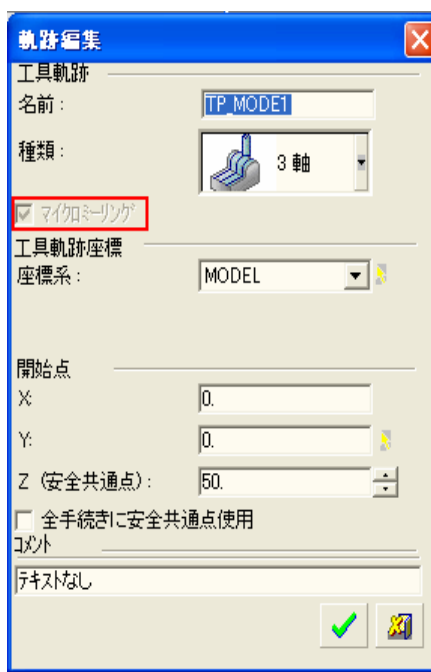 軌跡編集
工具軌跡
名前：
TP_MODE1
種類：
3 軸
マイクロミーリング
工具軌跡座標
座標系：
MODEL
開始点
X:
0.
Y:
0.
Z（安全共通点）：
50.
全手続きに安全共通点使用
コメント
テキストなし